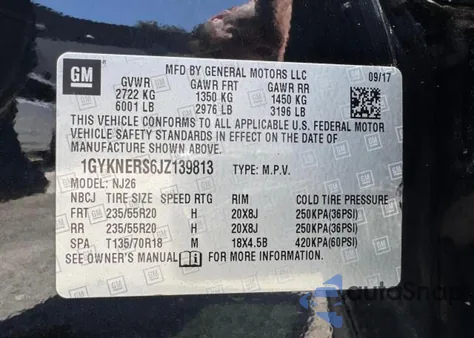 GM
MFD BY GENERAL MOTORS LLC 09/17
GVWR GAWR FRT GAWR RR
2722 KG 1350 KG 1450 KG
6001 LB 2976 LB 3196 LB
THIS VEHICLE CONFORMS TO ALL APPLICABLE U.S. FEDERAL MOTOR
VEHICLE SAFETY STANDARDS IN EFFECT ON THE DATE OF
MANUFACTURE SHOWN ABOVE.
1GYKNERS6JZ139813 TYPE: M.P.V.
MODEL: NJ26
NBCJ TIRE SIZE SPEED RTG RIM COLD TIRE PRESSURE
FRT 235/55R20 H 20X8J 250KPA(36PSI)
RR 235/55R20 H 20X8J 250KPA(36PSI)
SPA T135/70R18 M 18X4.5B 420KPA(60PSI)
SEE OWNER'S MANUAL FOR MORE INFORMATION.
autoSnap